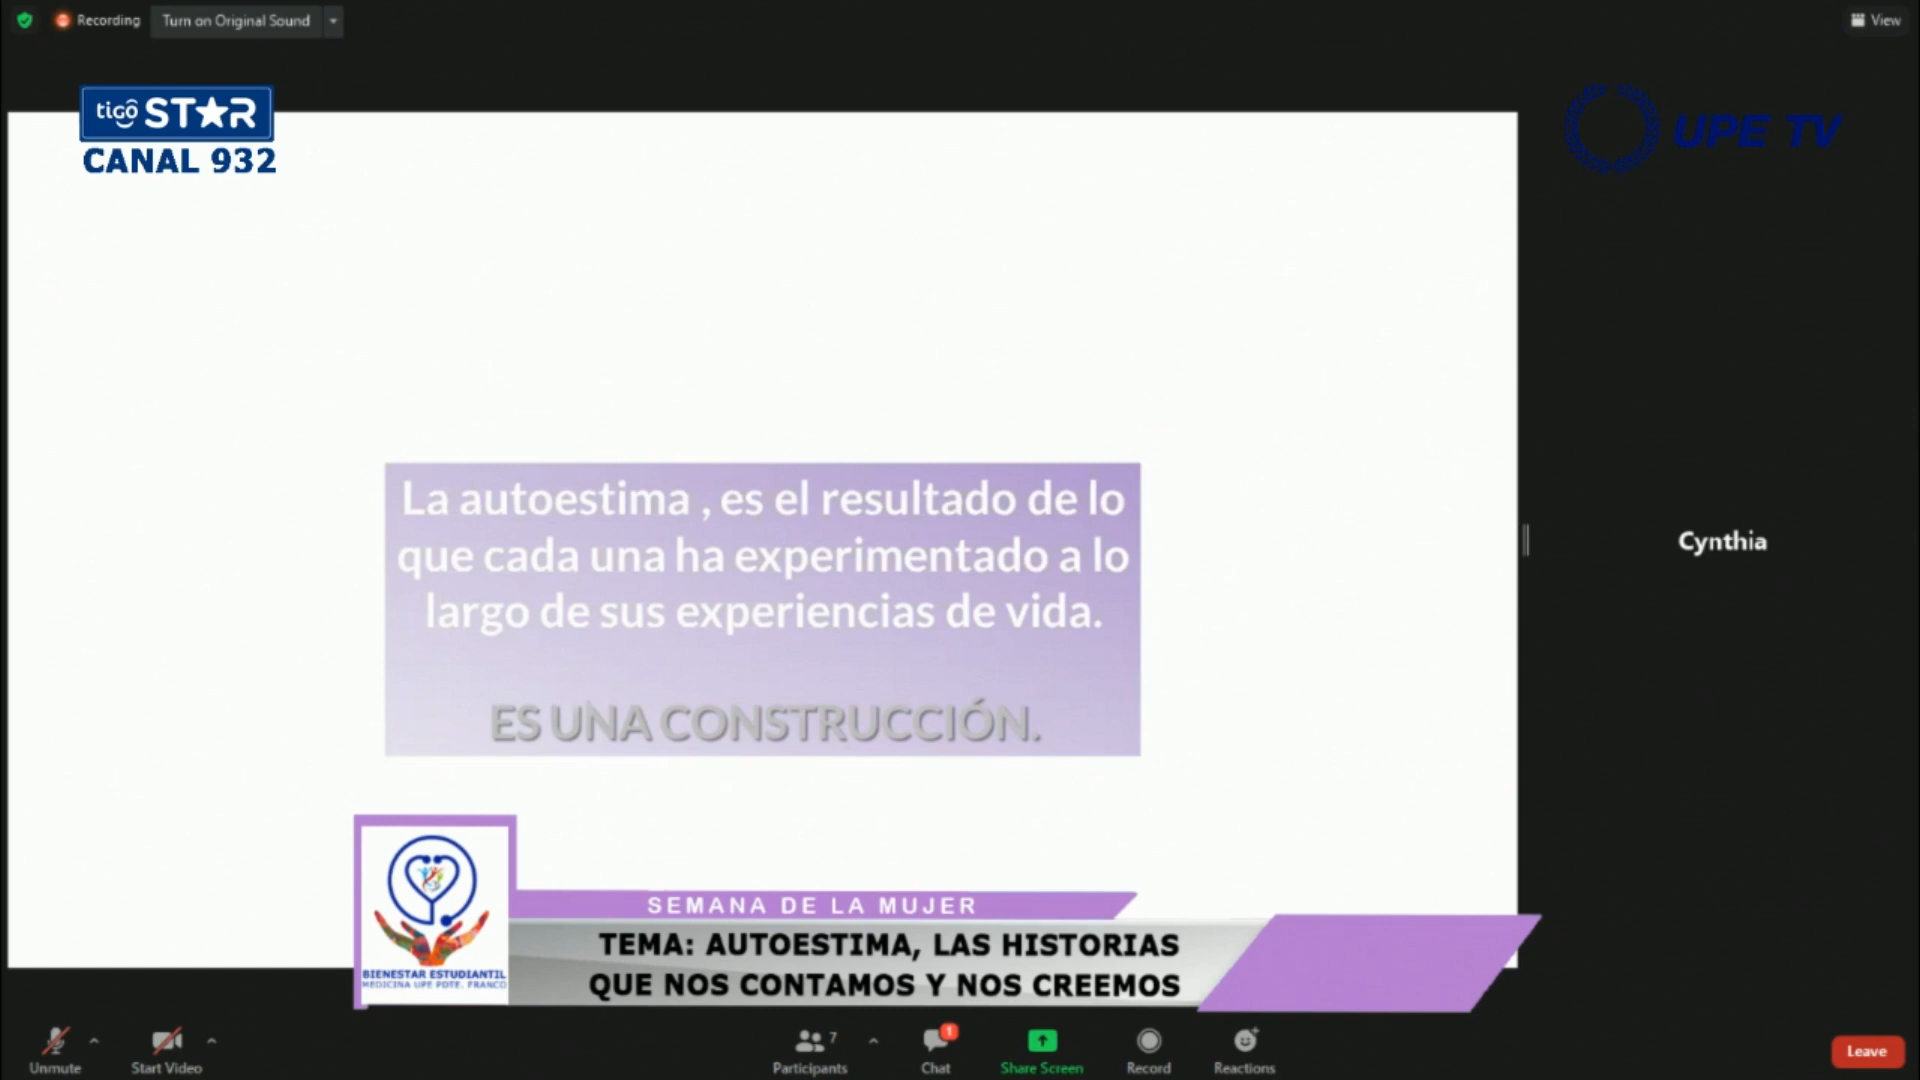 Recording
Turn on Original Sound
View
tigo STAR
CANAL 932
UPE TV
La autoestima , es el resultado de lo
que cada una ha experimentado a lo
largo de sus experiencias de vida.
ES UNA CONSTRUCCIÓN.
Cynthia
BIENESTAR ESTUDIANTIL
MEDICINA UPE PDTE. FRANCO
SEMANA DE LA MUJER
TEMA: AUTOESTIMA, LAS HISTORIAS
QUE NOS CONTAMOS Y NOS CREEMOS
Unmute
Start Video
7
Participants
1
Chat
Share Screen
Record
Reactions
Leave